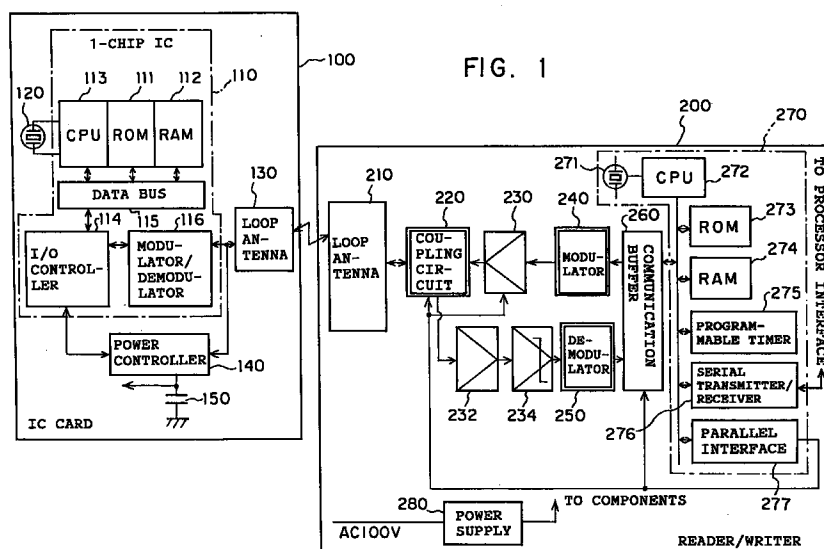 FIG. 1
1-CHIP IC
113
111
112
110
100
120
CPU
ROM
RAM
DATA BUS
114
115
116
130
I/O
CONTRO-
LLER
MODU-
LATOR/
DEMODU-
LATOR
LOOP
AN-
TENNA
POWER
CONTROLLER
140
150
IC CARD
200
270
271
CPU
272
TO PROCESSOR INTERFACE
210
220
230
240
260
LOOP
AN-
TENNA
COU-
PLING
CIR-
CUIT
MODU-
LATOR
COMMUNICATION
BUFFER
ROM
273
RAM
274
275
PROGRAM-
MABLE TIMER
232
234
DE-
MODU-
LATOR
250
SERIAL
TRANSMITTER/
RECEIVER
276
PARALLEL
INTERFACE
277
280
TO COMPONENTS
AC100V
POWER
SUPPLY
READER/WRITER